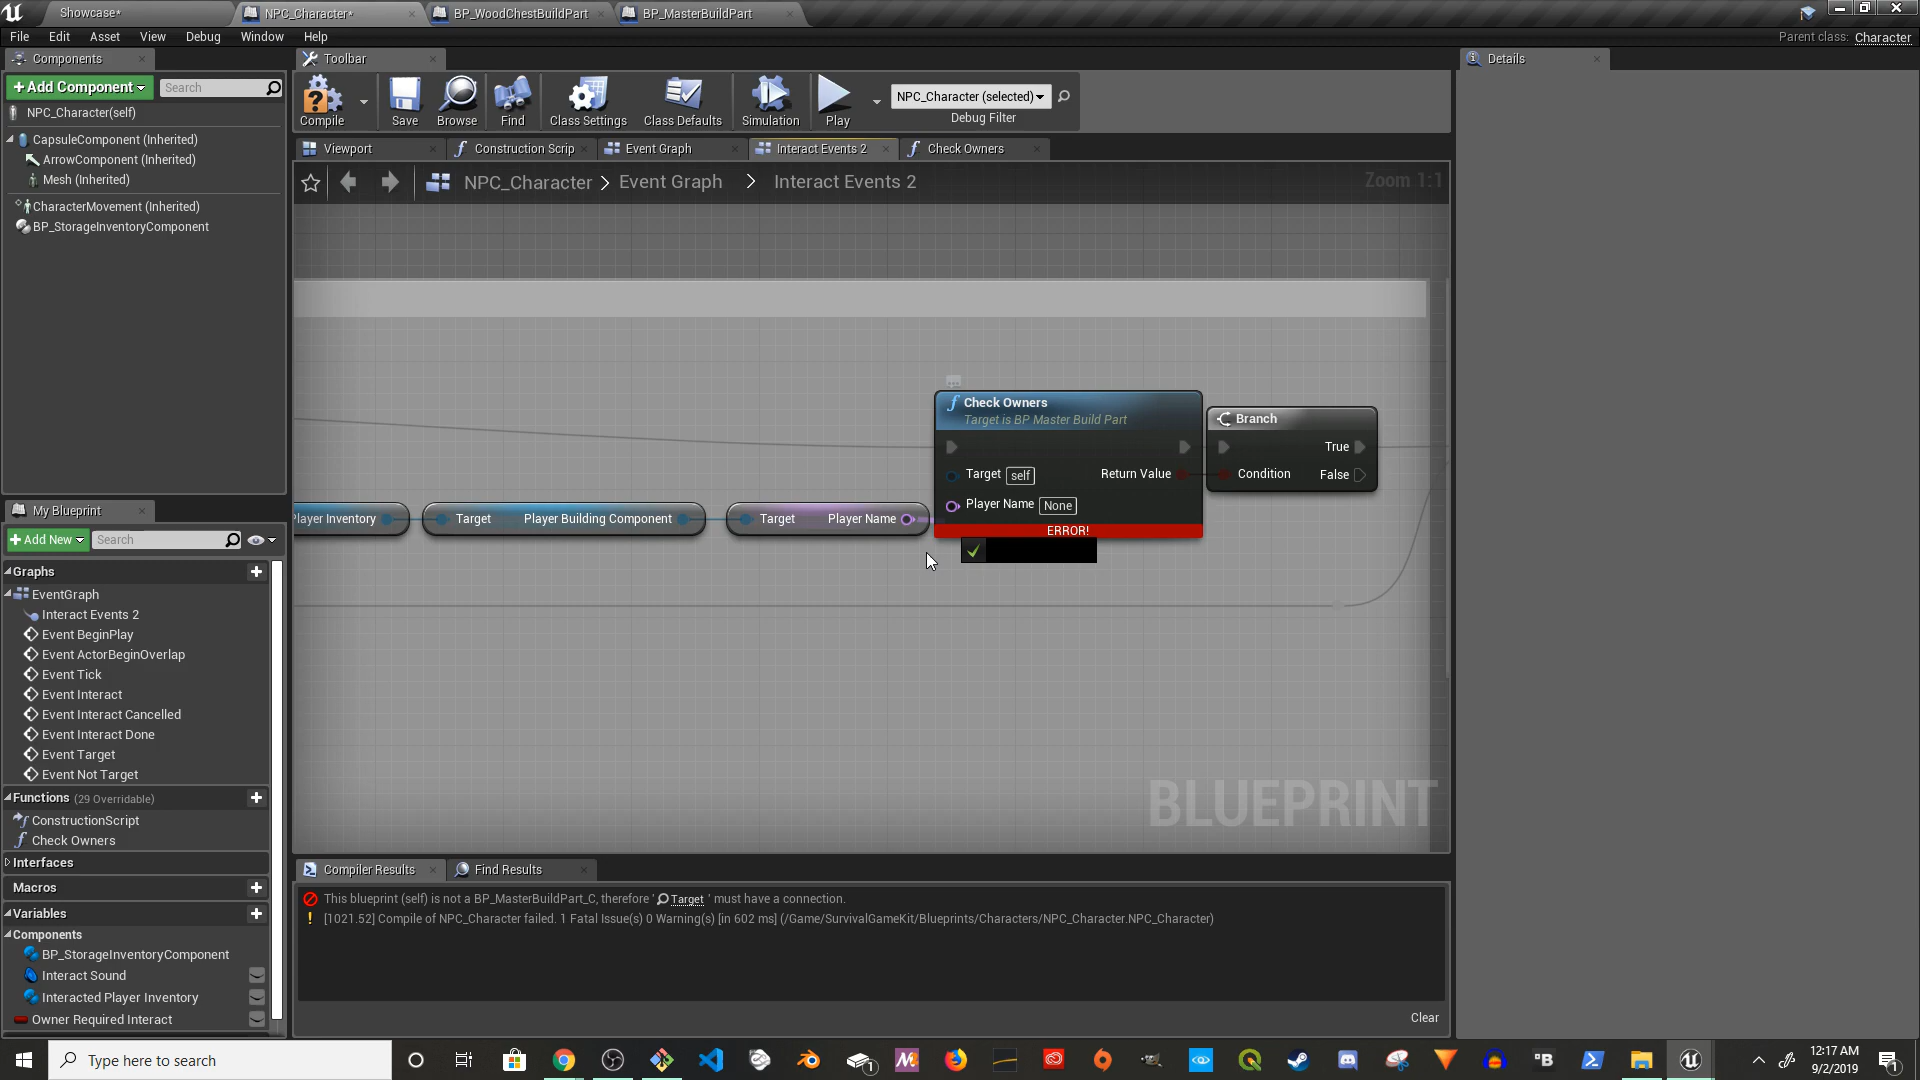 Showcase*
NPC_Character*
BP_WoodChestBuildPart
BP_MasterBuildPart
File Edit Asset View Debug Window Help
Parent class: Character
Components
+Add Component
Search
NPC_Character(self)
CapsuleComponent (Inherited)
ArrowComponent (Inherited)
Mesh (Inherited)
CharacterMovement (Inherited)
BP_StorageInventoryComponent
Toolbar
Compile
Save
Browse
Find
Class Settings
Class Defaults
Simulation
Play
NPC_Character (selected)
Debug Filter
Details
Viewport
Construction Scrip
Event Graph
Interact Events 2
Check Owners
NPC_Character > Event Graph > Interact Events 2
Zoom 1:1
Check Owners
Target is BP Master Build Part
Target self
Return Value
Player Name None
ERROR!
Branch
True
Condition
False
Player Inventory
Target Player Building Component
Target Player Name
BLUEPRINT
My Blueprint
+Add New
Search
Graphs
EventGraph
Interact Events 2
Event BeginPlay
Event ActorBeginOverlap
Event Tick
Event Interact
Event Interact Cancelled
Event Interact Done
Event Target
Event Not Target
Functions (29 Overridable)
ConstructionScript
Check Owners
Interfaces
Macros
Variables
Components
BP_StorageInventoryComponent
Interact Sound
Interacted Player Inventory
Owner Required Interact
Compiler Results
Find Results
This blueprint (self) is not a BP_MasterBuildPart_C, therefore ' Target ' must have a connection.
[1021.52] Compile of NPC_Character failed. 1 Fatal Issue(s) 0 Warning(s) [in 602 ms] (/Game/SurvivalGameKit/Blueprints/Characters/NPC_Character.NPC_Character)
Clear
Type here to search
12:17 AM
9/2/2019